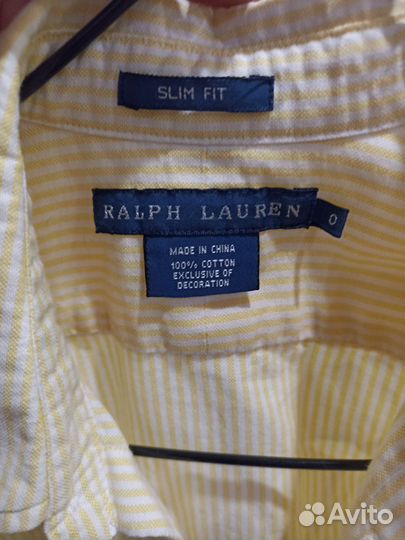 SLIM FIT
RALPH LAUREN
0
MADE IN CHINA
100% COTTON
EXCLUSIVE OF
DECORATION
Avito